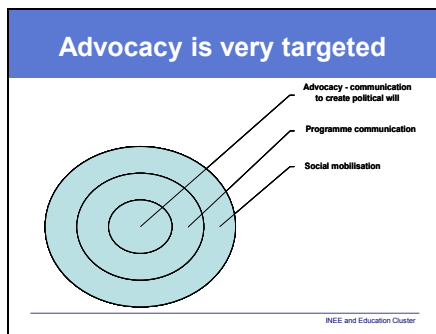 Advocacy is very targeted
Advocacy - communication
to create political will
Programme communication
Social mobilisation
INEE and Education Cluster